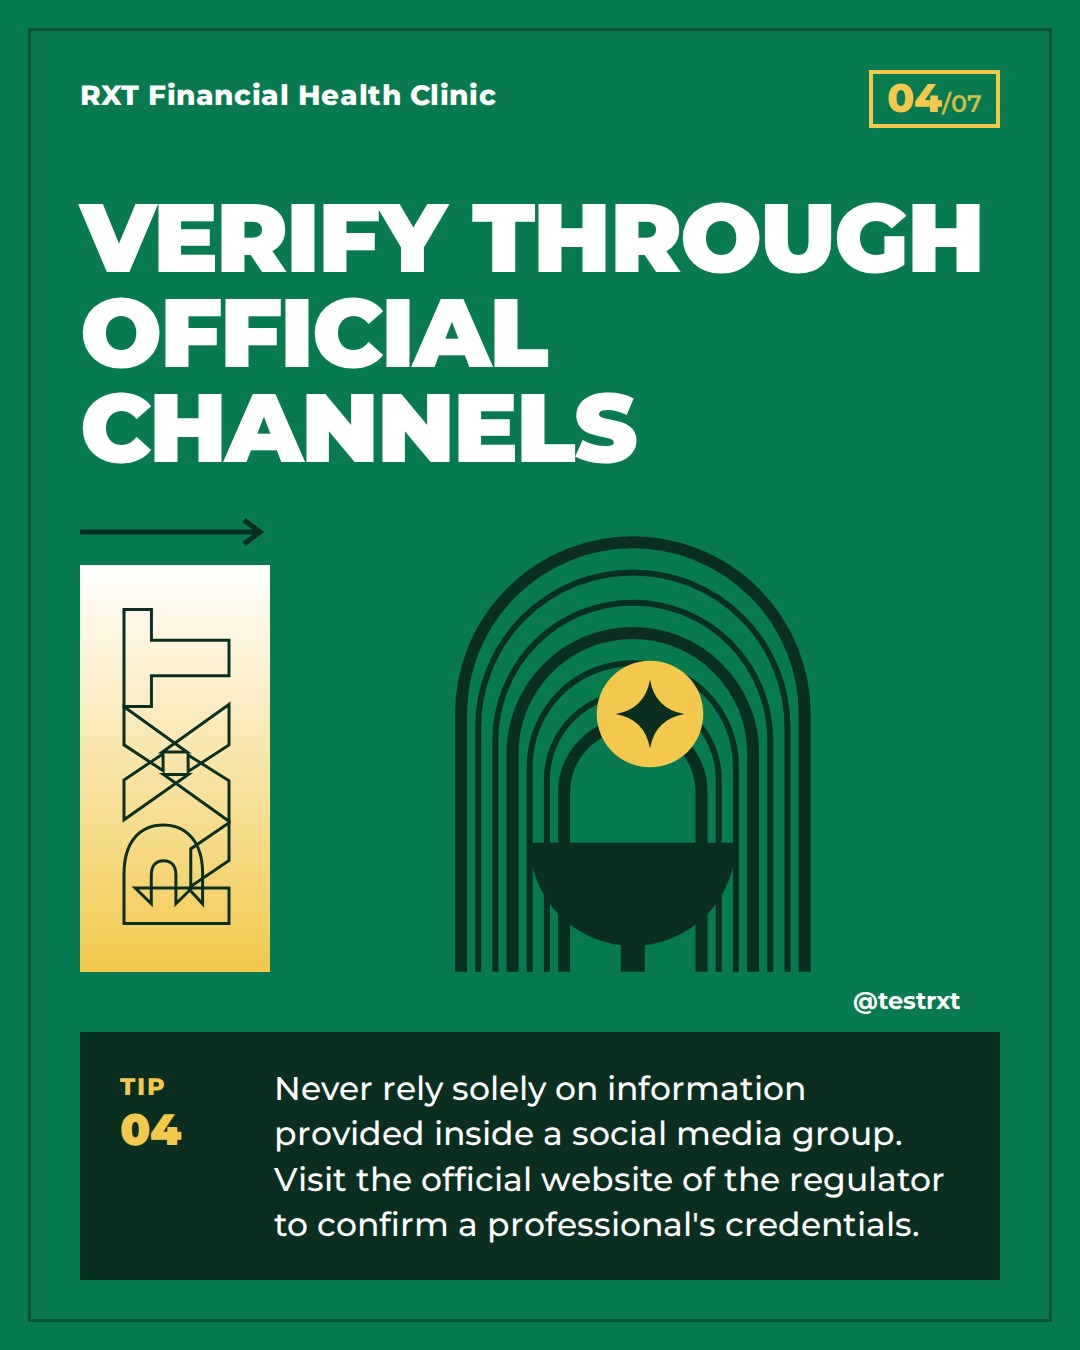 RXT Financial Health Clinic
04/07
VERIFY THROUGH
OFFICIAL
CHANNELS
RXT
@testrxt
TIP
04
Never rely solely on information
provided inside a social media group.
Visit the official website of the regulator
to confirm a professional's credentials.